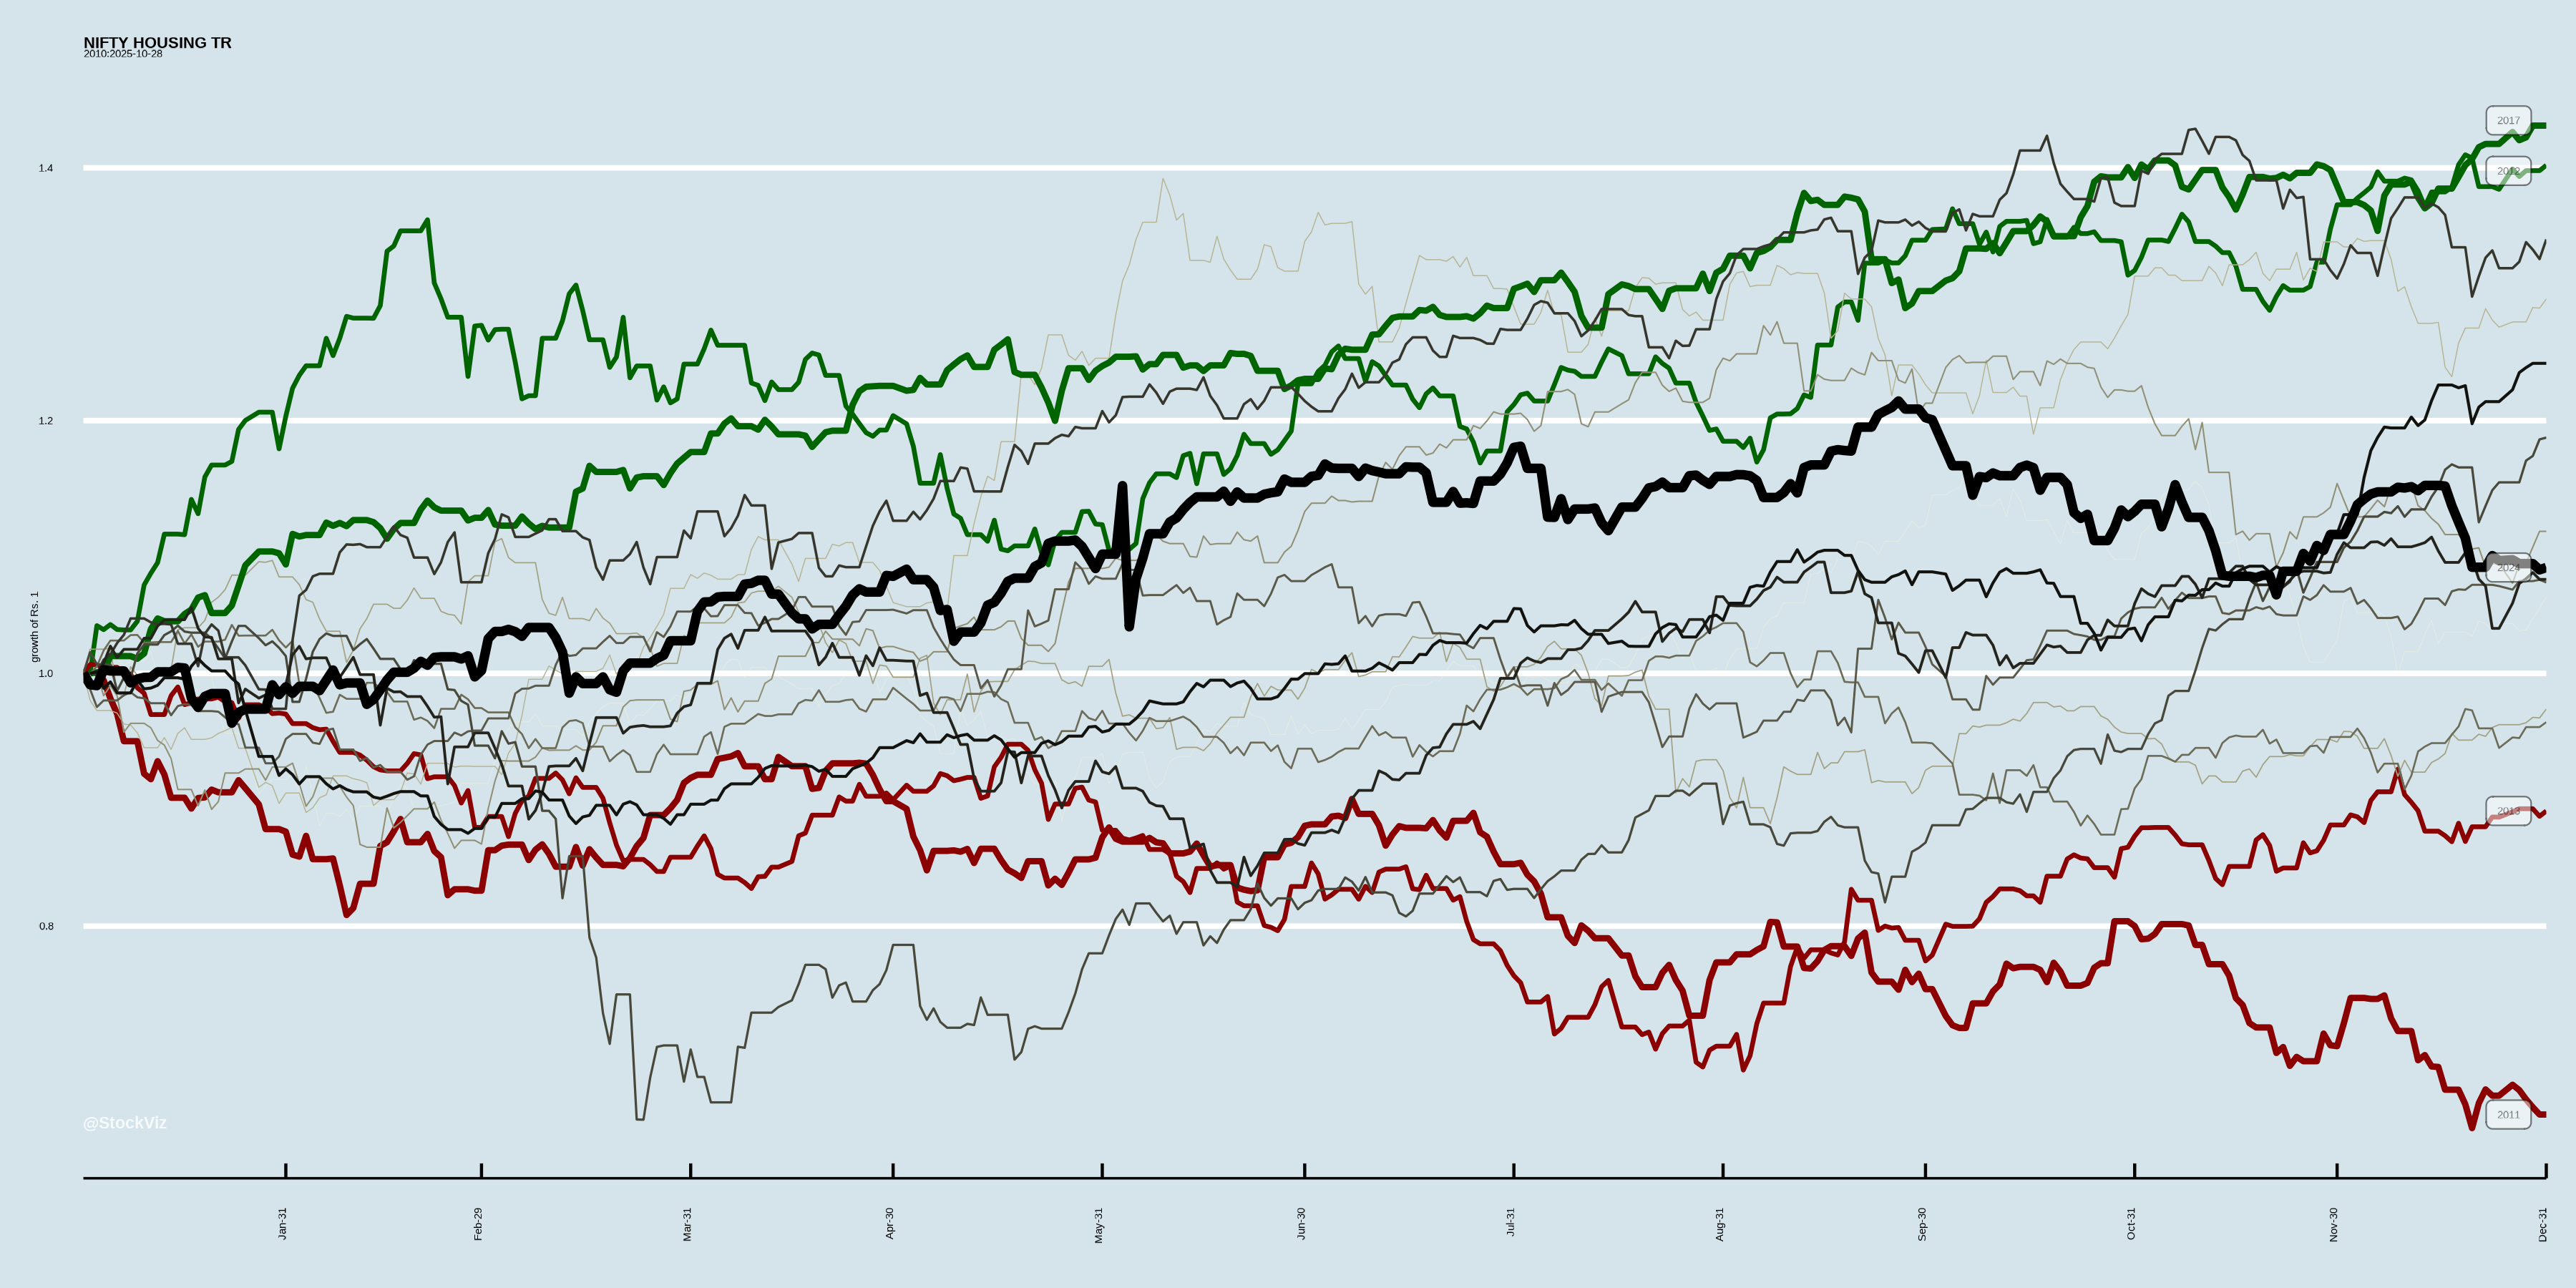 NIFTY HOUSING TR
2010:2025-10-28
2017
1.4
2012
1.2
growth of Rs. 1
1.0
2024
2013
0.8
@StockViz
2011
Jan-31
Feb-29
Mar-31
Apr-30
May-31
Jun-30
Jul-31
Aug-31
Sep-30
Oct-31
Nov-30
Dec-31